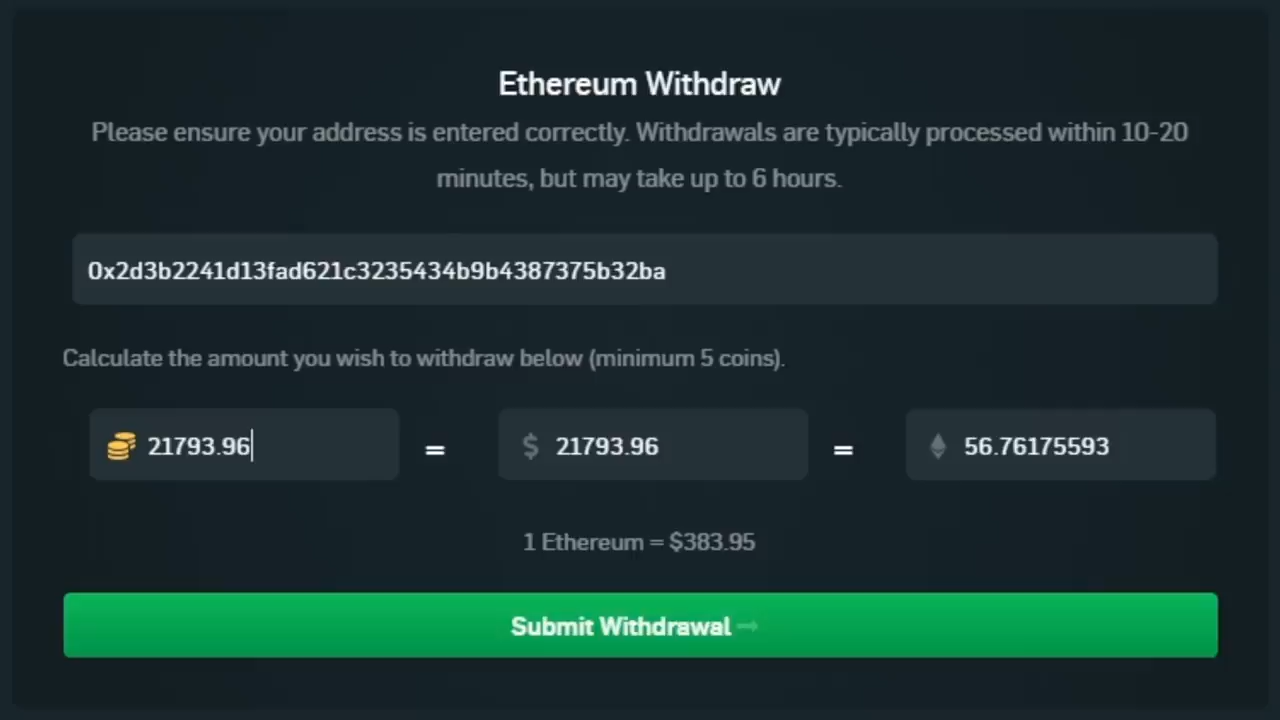 Ethereum Withdraw
Please ensure your address is entered correctly. Withdrawals are typically processed within 10-20
minutes, but may take up to 6 hours.
0x2d3b2241d13fad621c3235434b9b4387375b32ba
Calculate the amount you wish to withdraw below (minimum 5 coins).
21793.96 = $ 21793.96 = 56.76175593
1 Ethereum = $383.95
Submit Withdrawal →